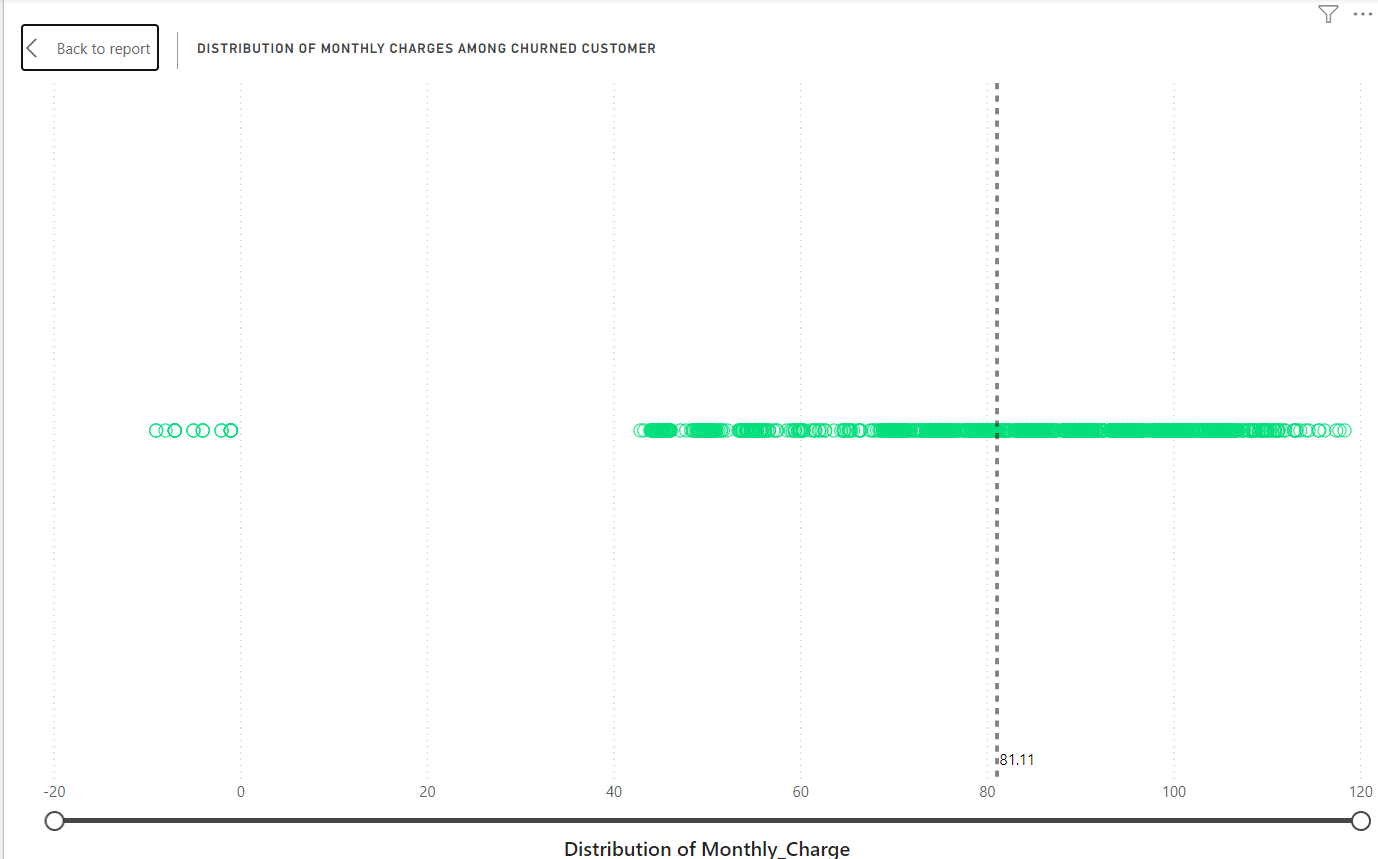 Back to report
DISTRIBUTION OF MONTHLY CHARGES AMONG CHURNED CUSTOMER
81.11
-20 0 20 40 60 80 100 120
Distribution of Monthly_Charge